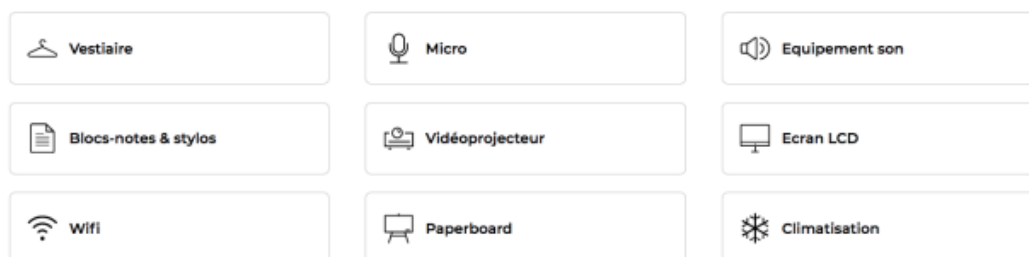 Vestiaire
Micro
Equipement son
Blocs-notes & stylos
Vidéoprojecteur
Ecran LCD
Wifi
Paperboard
Climatisation